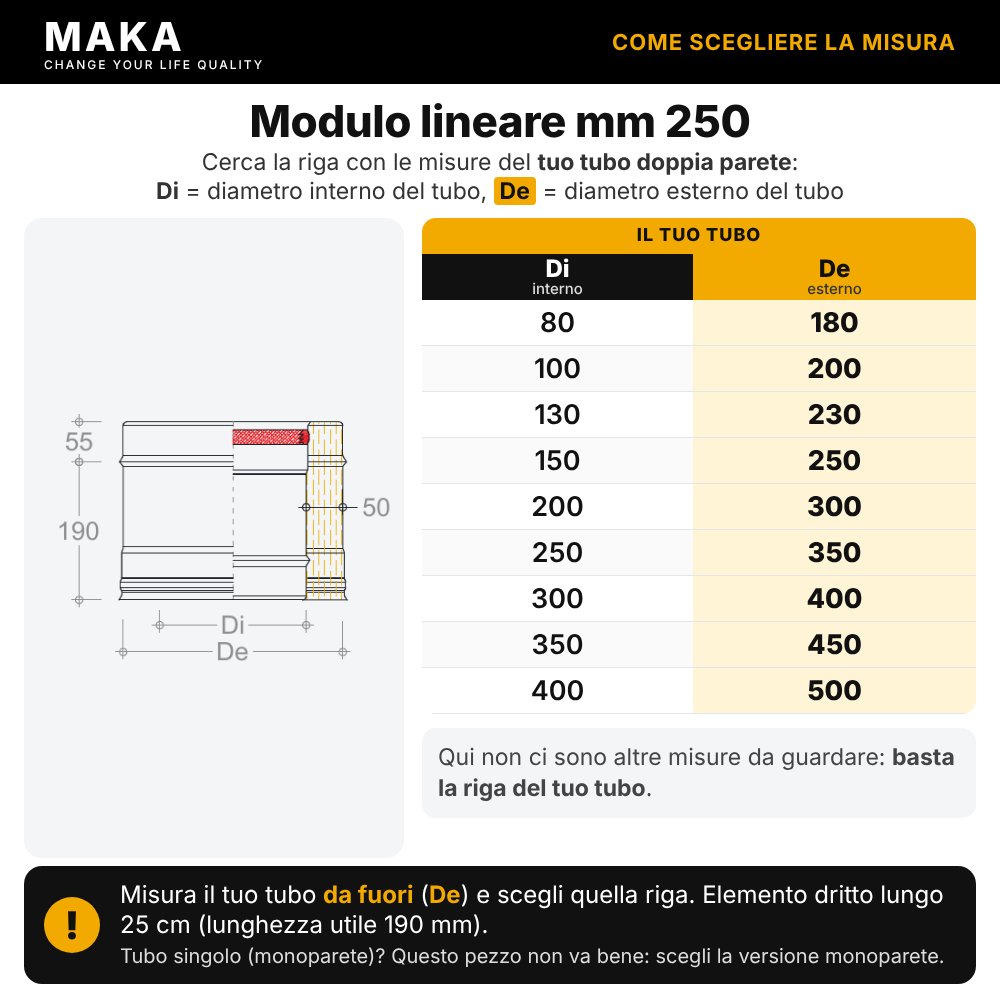 MAKA
CHANGE YOUR LIFE QUALITY
COME SCEGLIERE LA MISURA
Modulo lineare mm 250
Cerca la riga con le misure del tuo tubo doppia parete:
Di = diametro interno del tubo, De = diametro esterno del tubo
55
190
50
Di
De
IL TUO TUBO
Di De
interno esterno
80 180
100 200
130 230
150 250
200 300
250 350
300 400
350 450
400 500
Qui non ci sono altre misure da guardare: basta
la riga del tuo tubo.
!
Misura il tuo tubo da fuori (De) e scegli quella riga. Elemento dritto lungo
25 cm (lunghezza utile 190 mm).
Tubo singolo (monoparete)? Questo pezzo non va bene: scegli la versione monoparete.